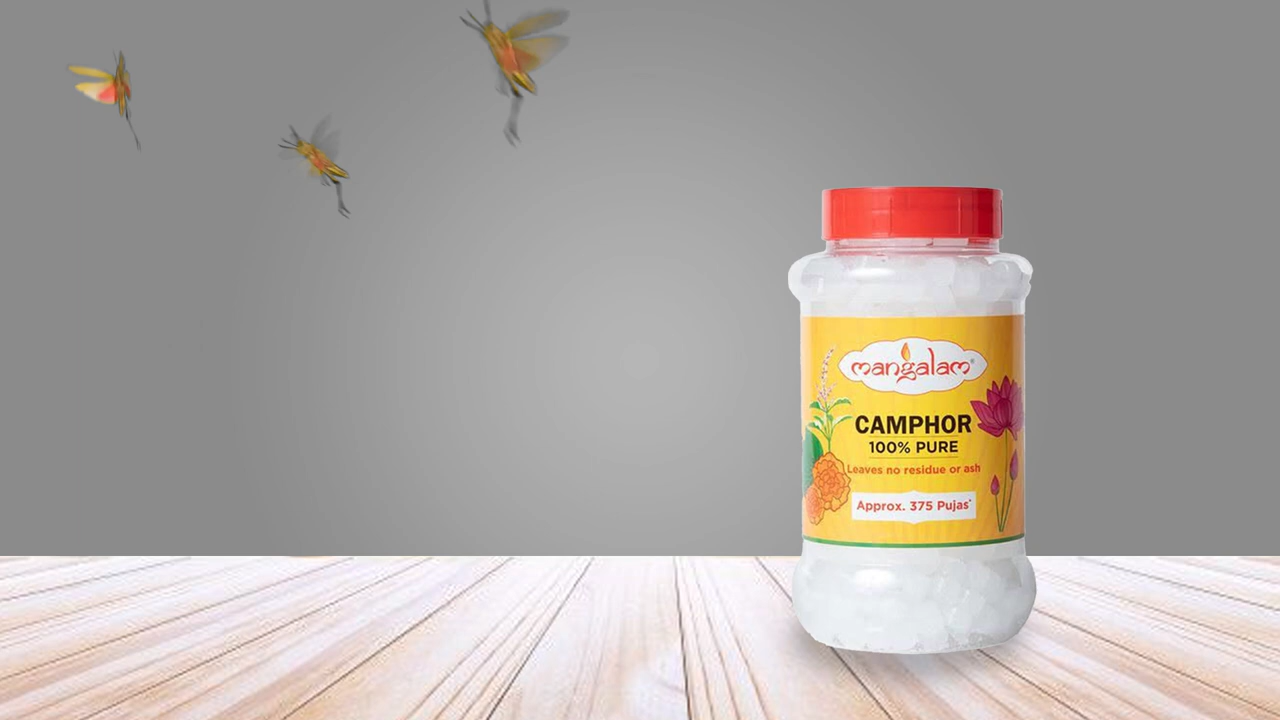 mangalam®
CAMPHOR
100% PURE
Leaves no residue or ash
Approx. 375 Pujas*